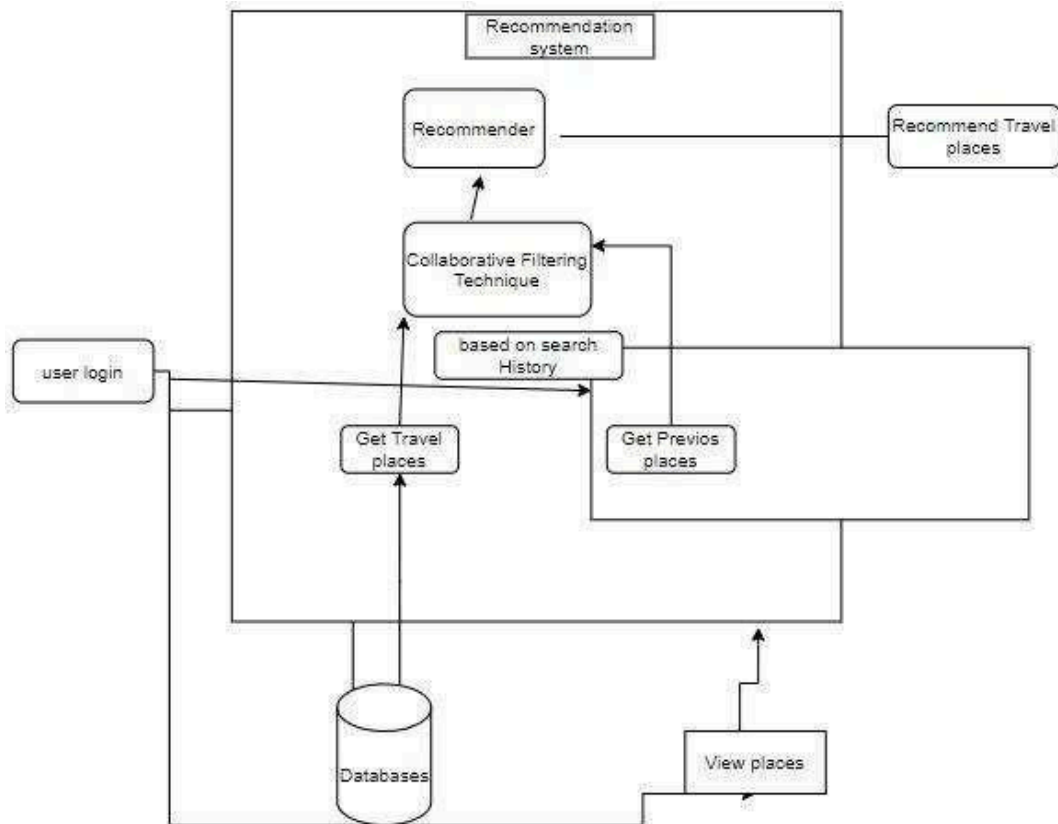 Recommendation
system
Recommender
Recommend Travel
places
Collaborative Filtering
Technique
based on search
History
user login
Get Travel
places
Get Previos
places
View places
Databases